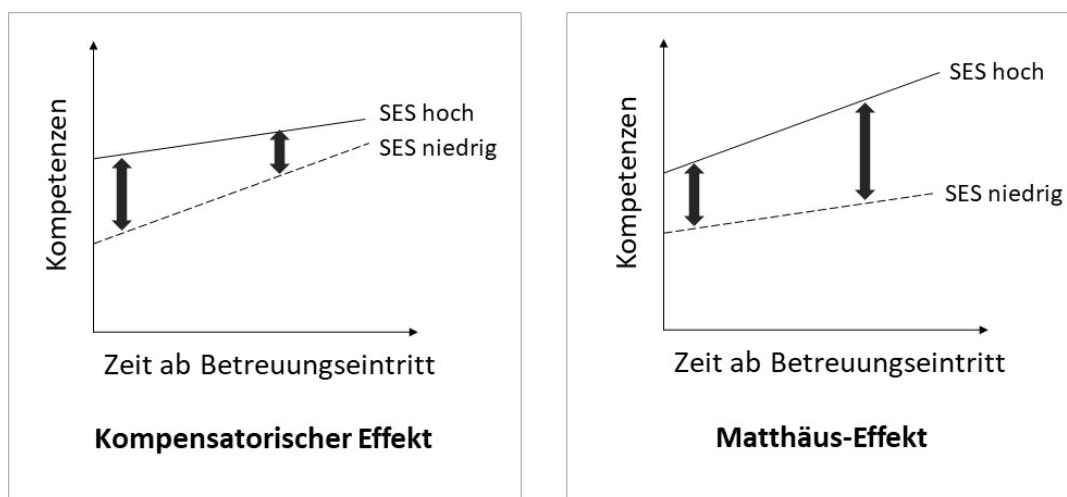 Kompetenzen
SES hoch
SES niedrig
Zeit ab Betreuungseintritt
Kompensatorischer Effekt
Kompetenzen
SES hoch
SES niedrig
Zeit ab Betreuungseintritt
Matthäus-Effekt